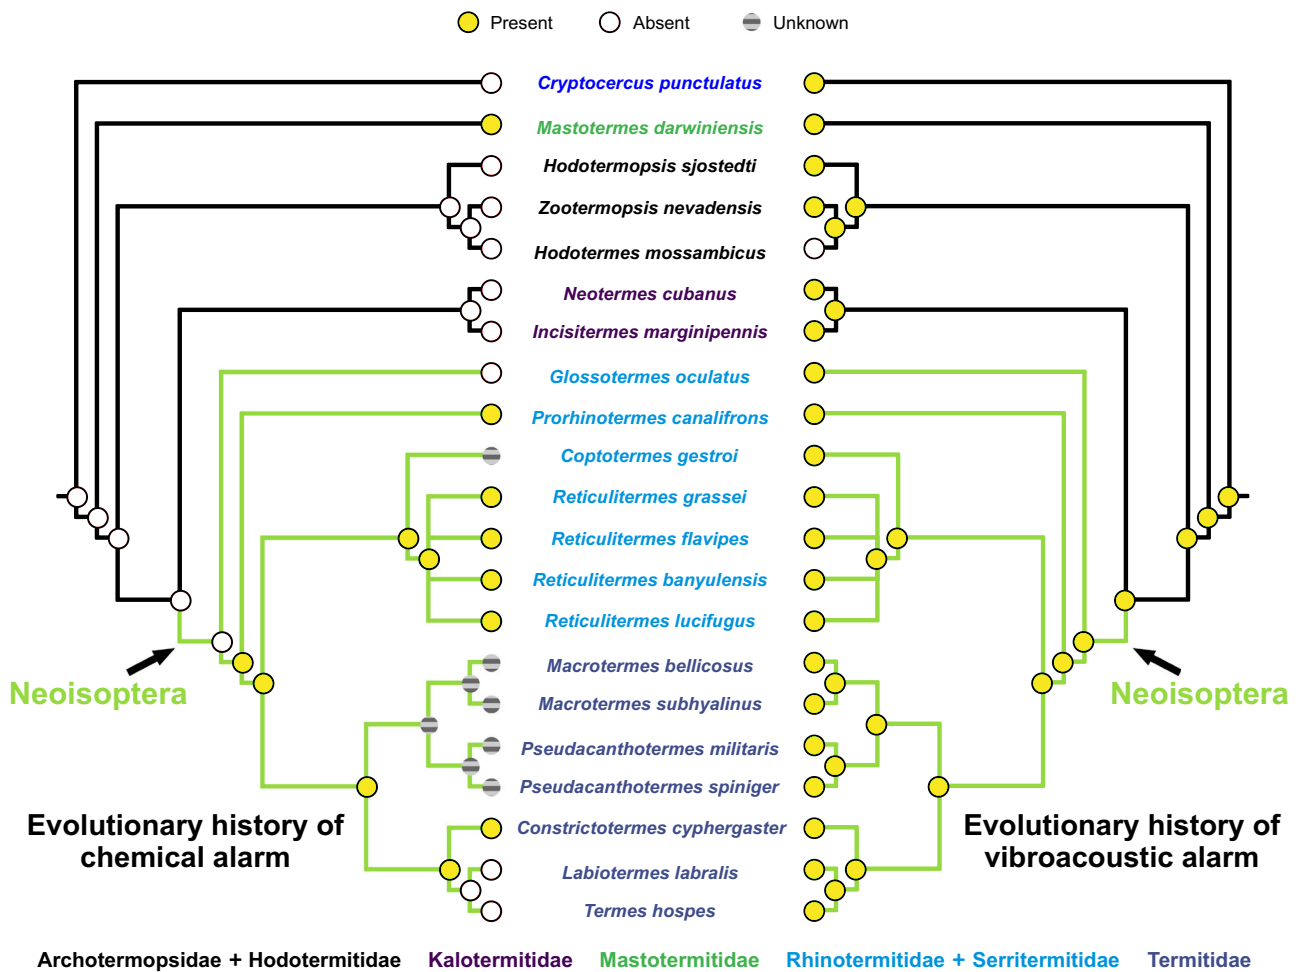 Present Absent Unknown
Cryptocercus punctulatus
Mastotermes darwiniensis
Hodotermopsis sjostedti
Zootermopsis nevadensis
Hodotermes mossambicus
Neotermes cubanus
Incisitermes marginipennis
Glossotermes oculatus
Prorhinotermes canalifrons
Coptotermes gestroi
Reticulitermes grassei
Reticulitermes flavipes
Reticulitermes banyulensis
Reticulitermes lucifugus
Macrotermes bellicosus
Macrotermes subhyalinus
Pseudacanthotermes militaris
Pseudacanthotermes spiniger
Constrictotermes cyphergaster
Labiotermes labralis
Termes hospes
Neoisoptera
Neoisoptera
Evolutionary history of
chemical alarm
Evolutionary history of
vibroacoustic alarm
Archotermopsidae + Hodotermitidae Kalotermitidae Mastotermitidae Rhinotermitidae + Serritermitidae Termitidae